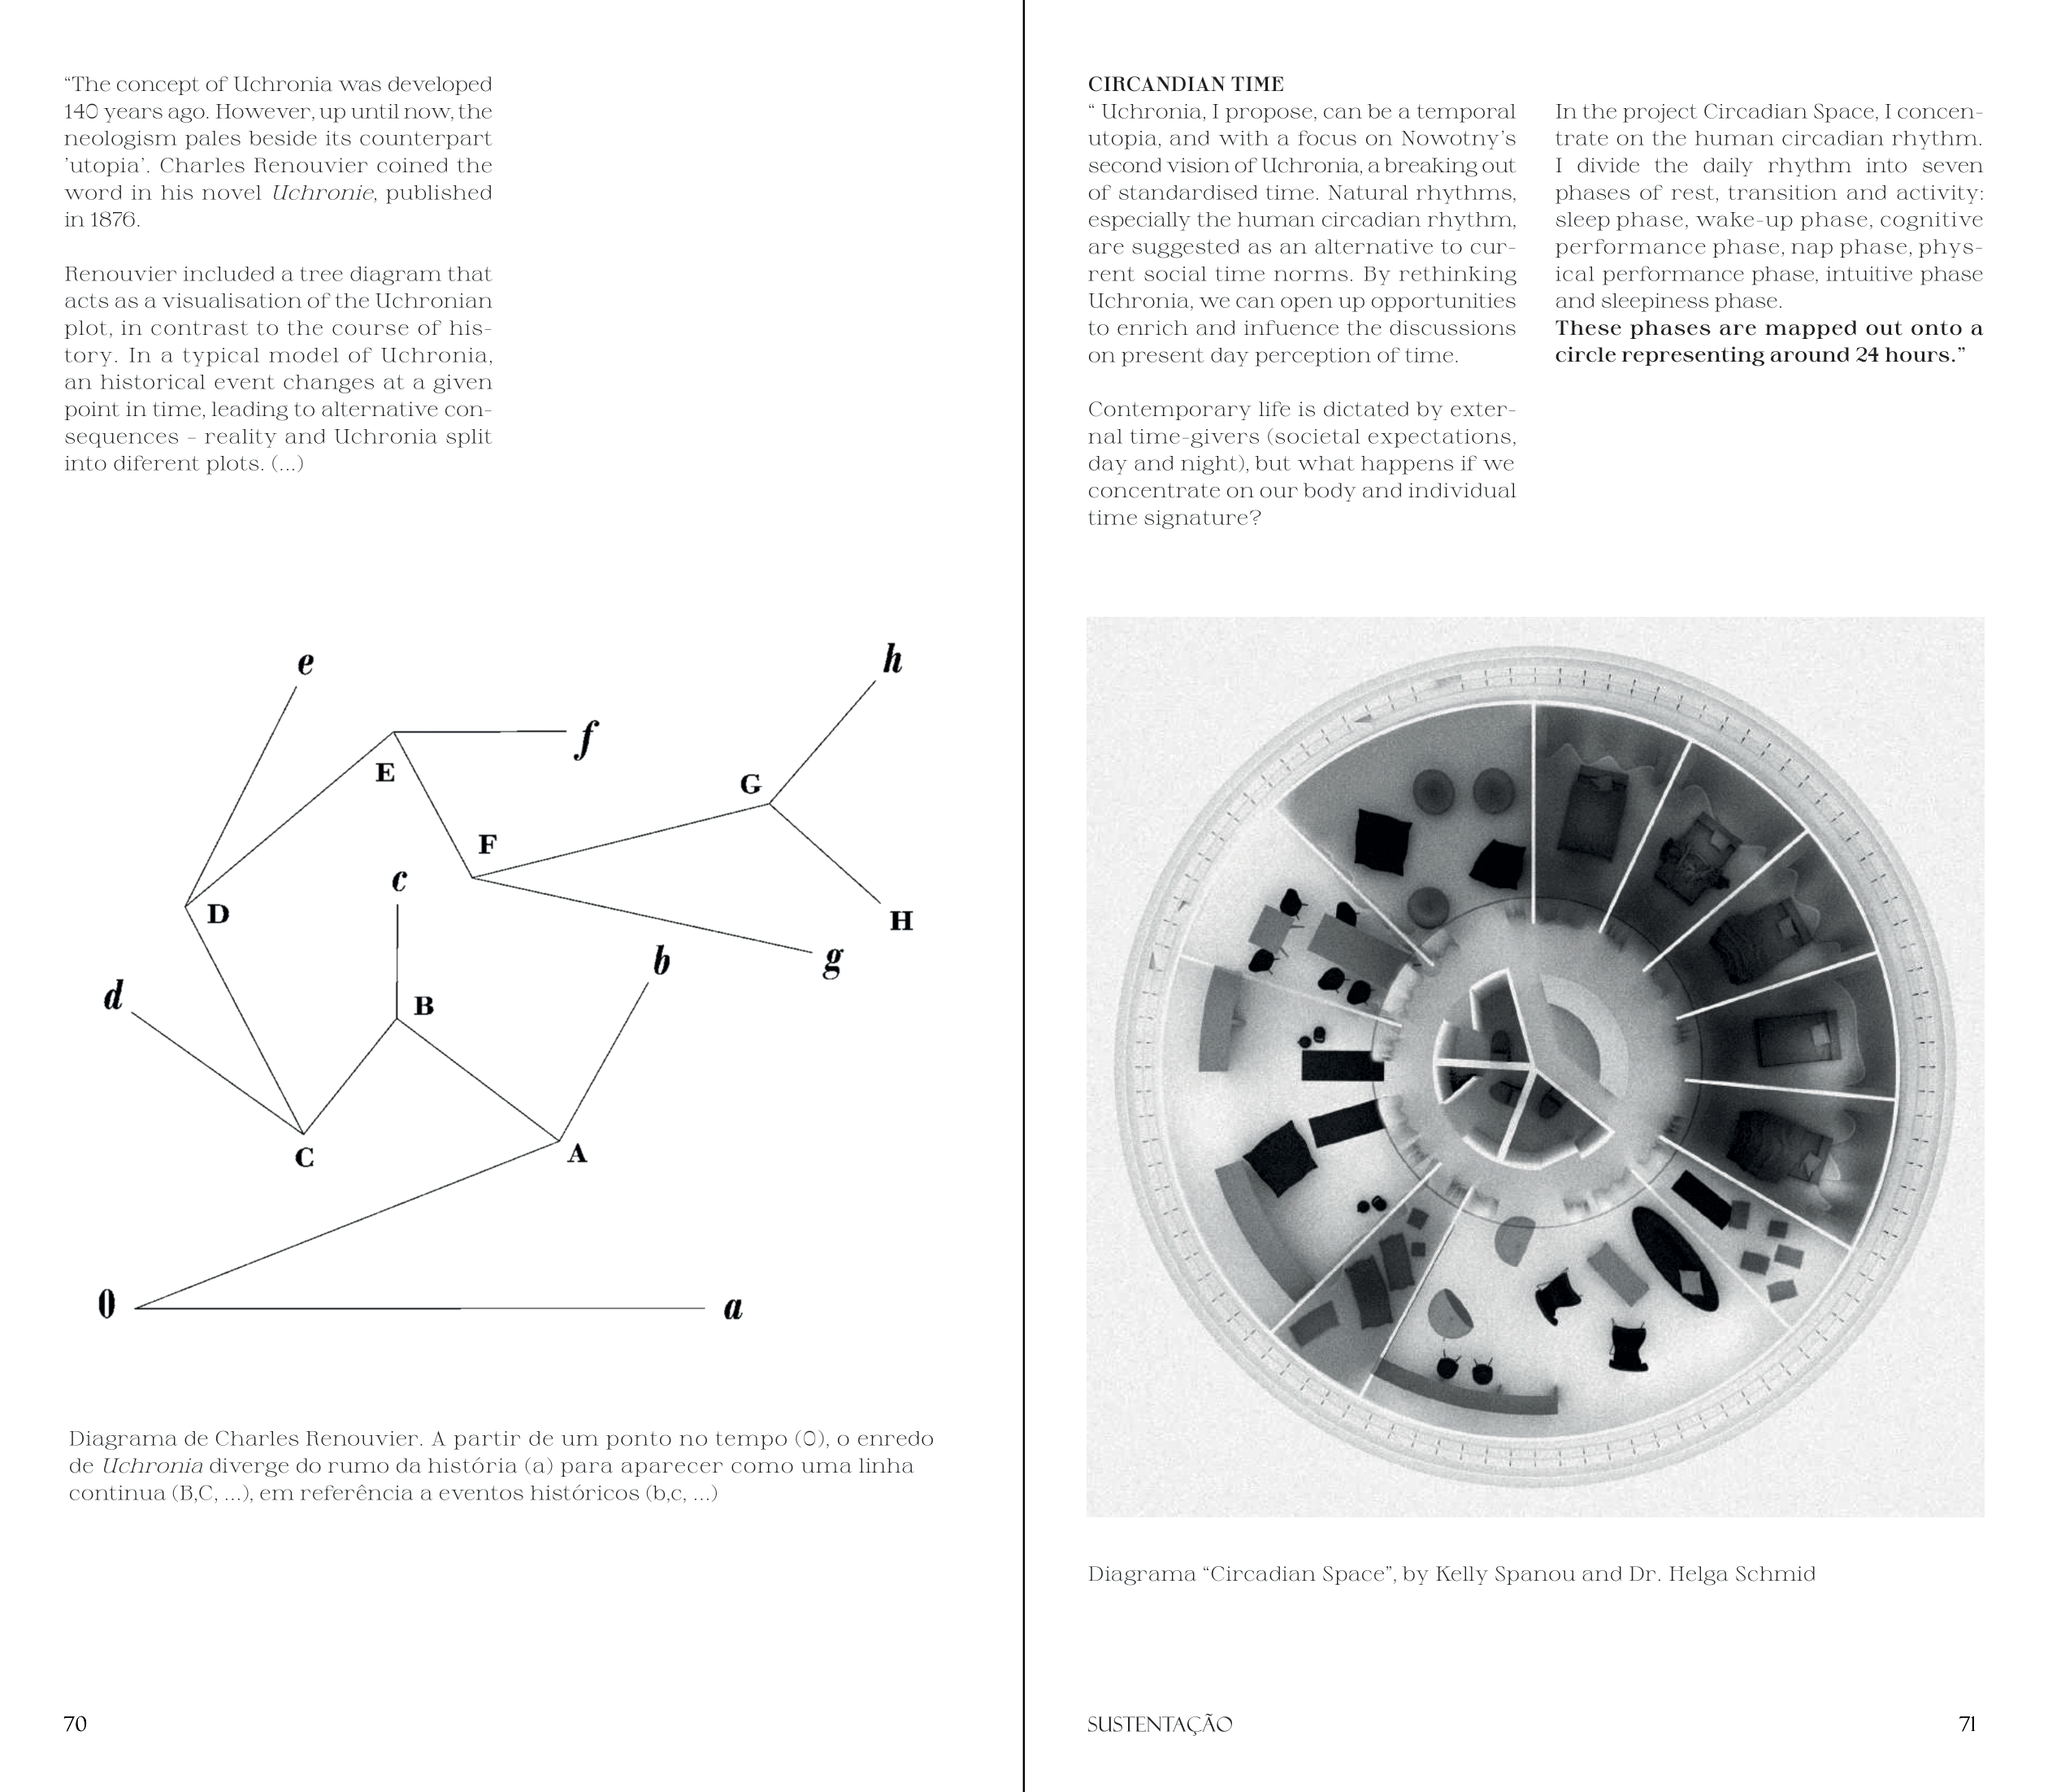 “The concept of Uchronia was developed
140 years ago. However, up until now, the
neologism pales beside its counterpart
’utopia’. Charles Renouvier coined the
word in his novel Uchronie, published
in 1876.
Renouvier included a tree diagram that
acts as a visualisation of the Uchronian
plot, in contrast to the course of his-
tory. In a typical model of Uchronia,
an historical event changes at a given
point in time, leading to alternative con-
sequences – reality and Uchronia split
into diferent plots. (...)
e
h
f
E
G
F
c
D
H
b
g
d
B
C
A
0
a
Diagrama de Charles Renouvier. A partir de um ponto no tempo (0), o enredo
de Uchronia diverge do rumo da história (a) para aparecer como uma linha
continua (B,C, ...), em referência a eventos históricos (b,c, ...)
70
CIRCANDIAN TIME
“ Uchronia, I propose, can be a temporal
utopia, and with a focus on Nowotny’s
second vision of Uchronia, a breaking out
of standardised time. Natural rhythms,
especially the human circadian rhythm,
are suggested as an alternative to cur-
rent social time norms. By rethinking
Uchronia, we can open up opportunities
to enrich and infuence the discussions
on present day perception of time.
Contemporary life is dictated by exter-
nal time-givers (societal expectations,
day and night), but what happens if we
concentrate on our body and individual
time signature?
In the project Circadian Space, I concen-
trate on the human circadian rhythm.
I divide the daily rhythm into seven
phases of rest, transition and activity:
sleep phase, wake-up phase, cognitive
performance phase, nap phase, phys-
ical performance phase, intuitive phase
and sleepiness phase.
These phases are mapped out onto a
circle representing around 24 hours.”
Diagrama “Circadian Space”, by Kelly Spanou and Dr. Helga Schmid
SUSTENTAÇÃO
71